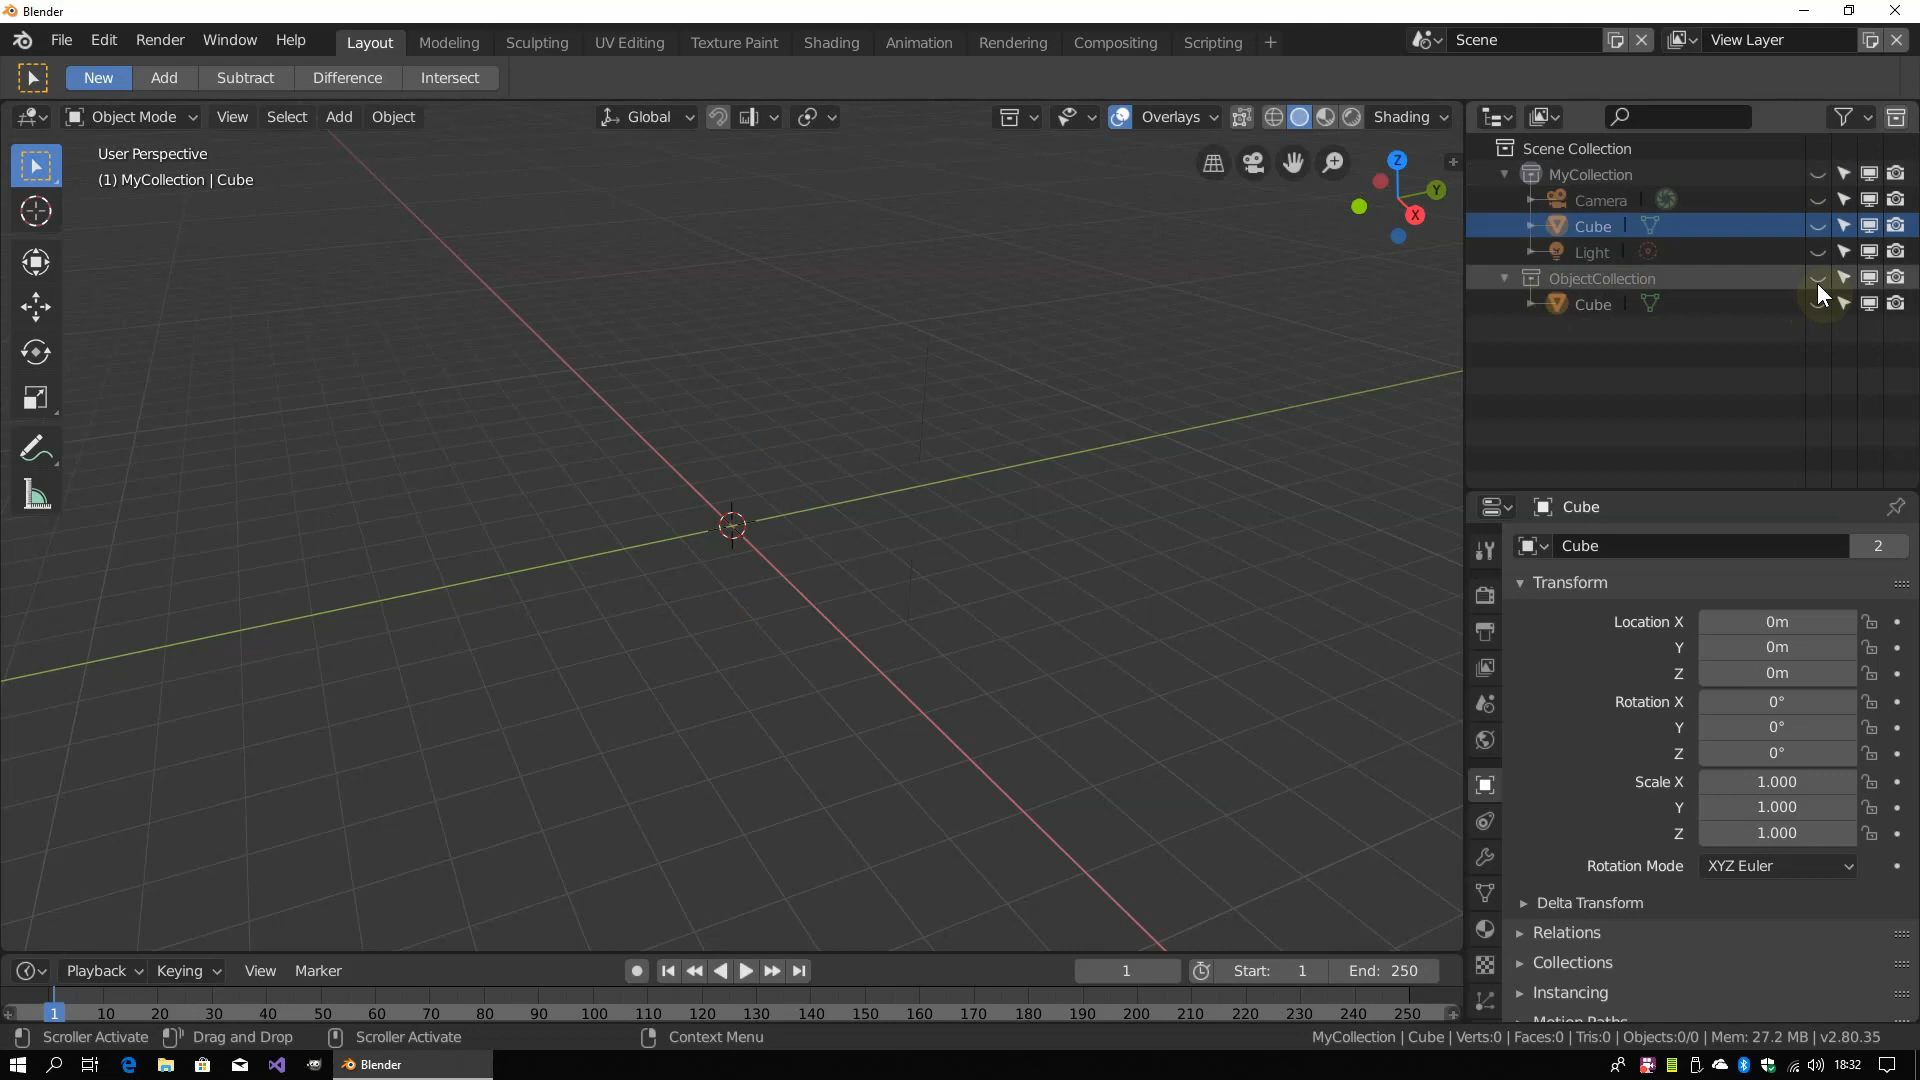 Blender
File Edit Render Window Help Layout Modeling Sculpting UV Editing Texture Paint Shading Animation Rendering Compositing Scripting Scene View Layer
New Add Subtract Difference Intersect
Object Mode View Select Add Object Global Overlays Shading
User Perspective
(1) MyCollection | Cube
Z
Y
X
Scene Collection
MyCollection
Camera
Cube
Light
ObjectCollection
Cube
Cube
Cube 2
Transform
Location X 0m
Y 0m
Z 0m
Rotation X 0°
Y 0°
Z 0°
Scale X 1.000
Y 1.000
Z 1.000
Rotation Mode XYZ Euler
Delta Transform
Relations
Collections
Instancing
Motion Paths
Playback Keying View Marker 1 Start: 1 End: 250
1 10 20 30 40 50 60 70 80 90 100 110 120 130 140 150 160 170 180 190 200 210 220 230 240 250
Scroller Activate Drag and Drop Scroller Activate Context Menu MyCollection | Cube | Verts:0 | Faces:0 | Tris:0 | Objects:0/0 | Mem: 27.2 MB | v2.80.35
Blender 18:32